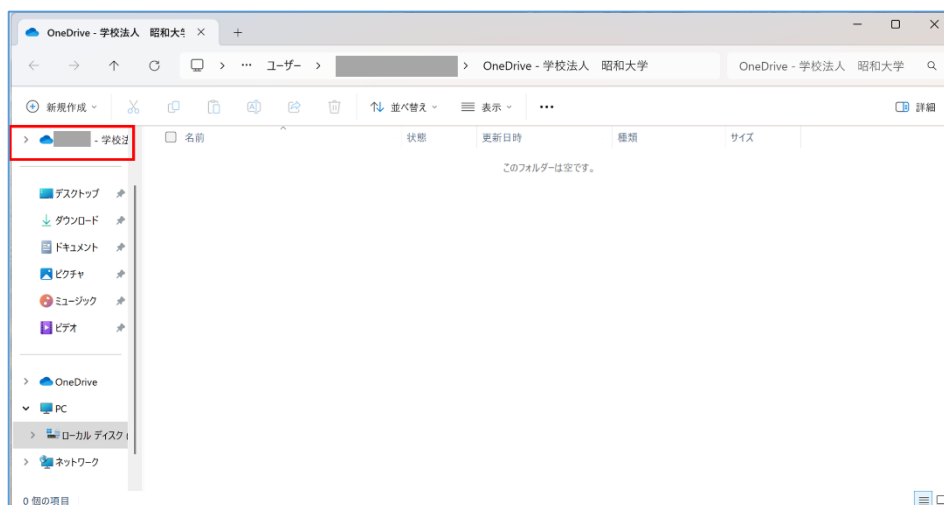 OneDrive - 学校法人　昭和大学
ユーザー
OneDrive - 学校法人　昭和大学
OneDrive - 学校法人　昭和大学
新規作成
並べ替え
表示
詳細
- 学校法
名前
状態
更新日時
種類
サイズ
このフォルダーは空です。
デスクトップ
ダウンロード
ドキュメント
ピクチャ
ミュージック
ビデオ
OneDrive
PC
ローカル ディスク (
ネットワーク
0 個の項目